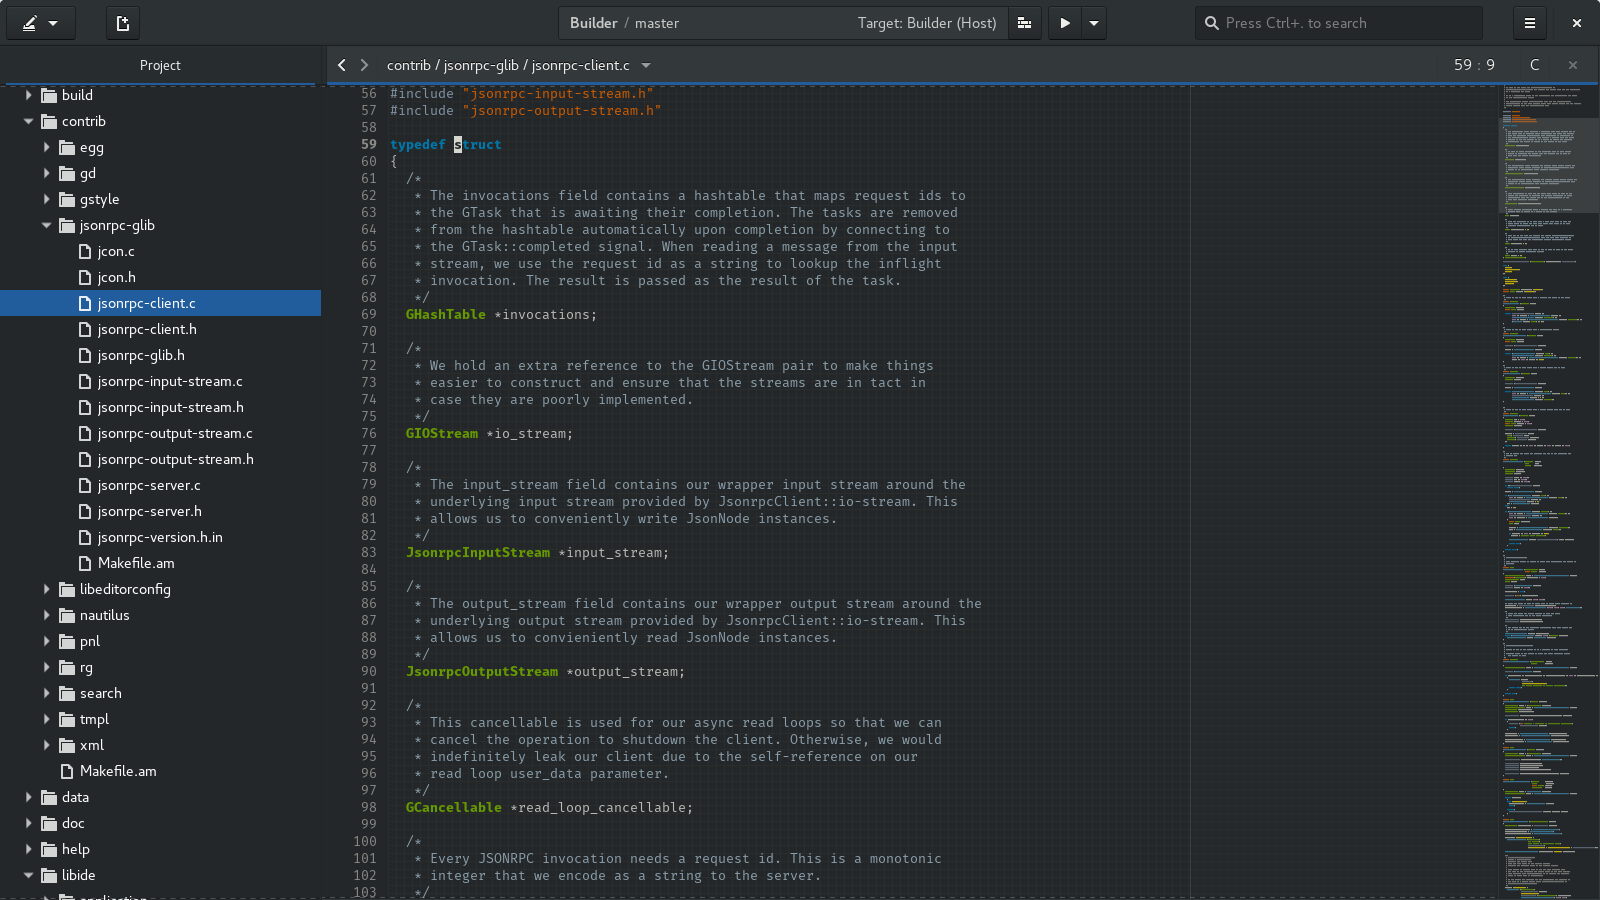 Builder / master
Target: Builder (Host)
Press Ctrl+. to search
Project
contrib / jsonrpc-glib / jsonrpc-client.c
59 : 9
C
build
contrib
egg
gd
gstyle
jsonrpc-glib
jcon.c
jcon.h
jsonrpc-client.c
jsonrpc-client.h
jsonrpc-glib.h
jsonrpc-input-stream.c
jsonrpc-input-stream.h
jsonrpc-output-stream.c
jsonrpc-output-stream.h
jsonrpc-server.c
jsonrpc-server.h
jsonrpc-version.h.in
Makefile.am
libeditorconfig
nautilus
pnl
rg
search
tmpl
xml
Makefile.am
data
doc
help
libide
application
56 #include "jsonrpc-input-stream.h"
57 #include "jsonrpc-output-stream.h"
58
59 typedef struct
60 {
61   /*
62    * The invocations field contains a hashtable that maps request ids to
63    * the GTask that is awaiting their completion. The tasks are removed
64    * from the hashtable automatically upon completion by connecting to
65    * the GTask::completed signal. When reading a message from the input
66    * stream, we use the request id as a string to lookup the inflight
67    * invocation. The result is passed as the result of the task.
68    */
69   GHashTable *invocations;
70
71   /*
72    * We hold an extra reference to the GIOStream pair to make things
73    * easier to construct and ensure that the streams are in tact in
74    * case they are poorly implemented.
75    */
76   GIOStream *io_stream;
77
78   /*
79    * The input_stream field contains our wrapper input stream around the
80    * underlying input stream provided by JsonrpcClient::io-stream. This
81    * allows us to conveniently write JsonNode instances.
82    */
83   JsonrpcInputStream *input_stream;
84
85   /*
86    * The output_stream field contains our wrapper output stream around the
87    * underlying output stream provided by JsonrpcClient::io-stream. This
88    * allows us to convieniently read JsonNode instances.
89    */
90   JsonrpcOutputStream *output_stream;
91
92   /*
93    * This cancellable is used for our async read loops so that we can
94    * cancel the operation to shutdown the client. Otherwise, we would
95    * indefinitely leak our client due to the self-reference on our
96    * read loop user_data parameter.
97    */
98   GCancellable *read_loop_cancellable;
99
100   /*
101    * Every JSONRPC invocation needs a request id. This is a monotonic
102    * integer that we encode as a string to the server.
103    */